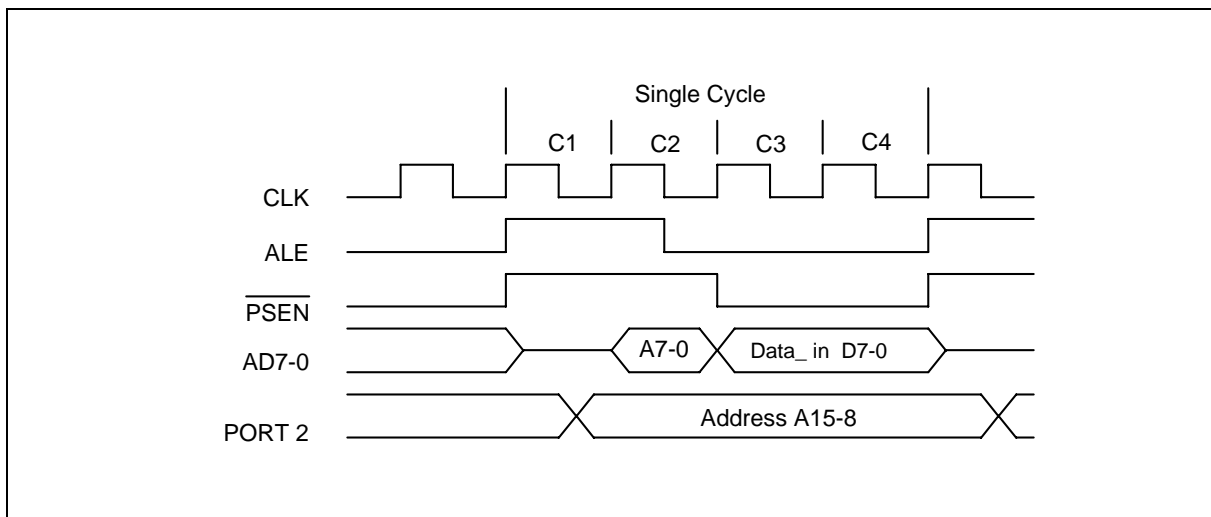 Single Cycle
C1 C2 C3 C4
CLK
ALE
PSEN
AD7-0 A7-0 Data_ in D7-0
PORT 2 Address A15-8